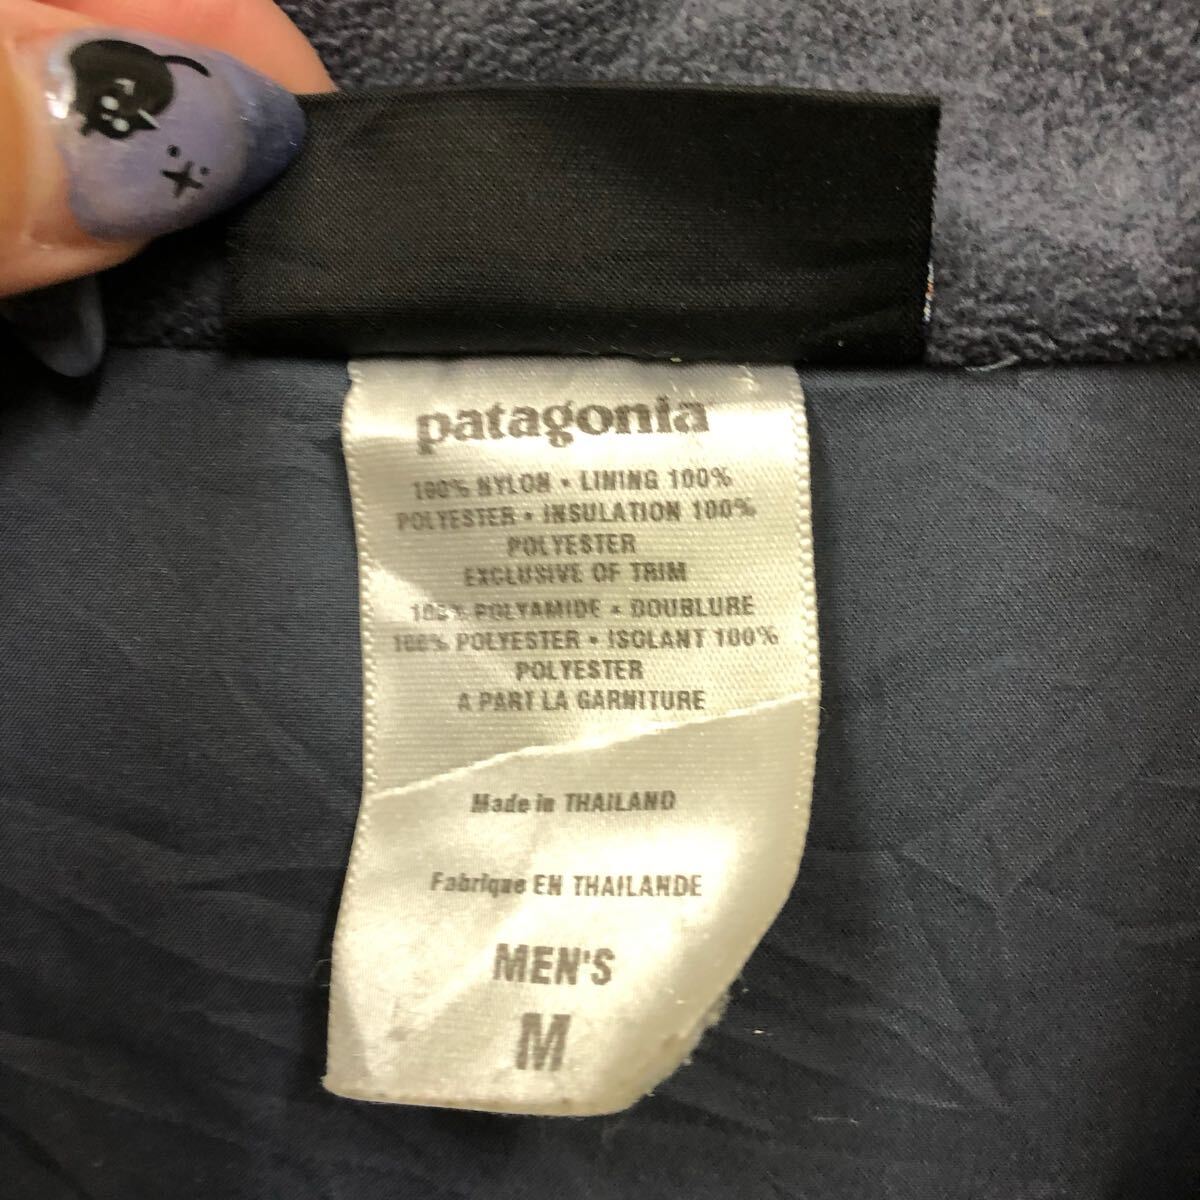 patagonia
100% NYLON • LINING 100%
POLYESTER • INSULATION 100%
POLYESTER
EXCLUSIVE OF TRIM
100% POLYAMIDE • DOUBLURE
100% POLYESTER • ISOLANT 100%
POLYESTER
A PART LA GARNITURE
Made in THAILAND
Fabrique EN THAILANDE
MEN'S
M